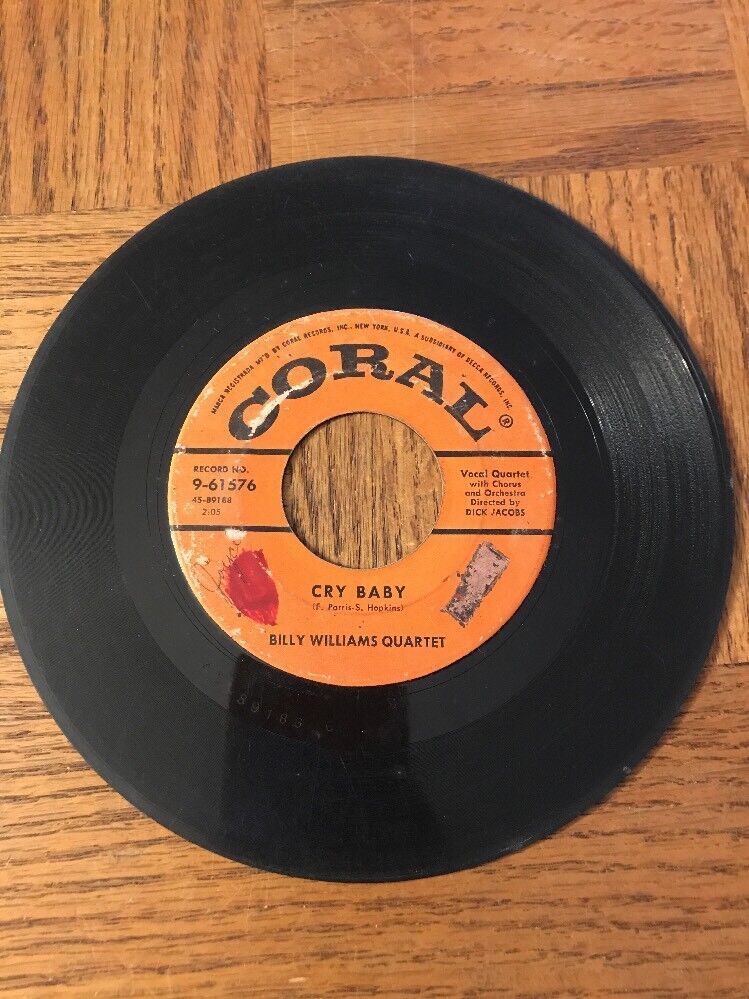 MARCA REGISTRADA MF'D BY CORAL RECORDS, INC., NEW YORK, U.S.A. A SUBSIDIARY OF DECCA RECORDS, INC.
CORAL®
RECORD NO.
9-61576
45-89188
2:05
Vocal Quartet
with Chorus
and Orchestra
Directed by
DICK JACOBS
CRY BABY
(F. Parris-S. Hopkins)
BILLY WILLIAMS QUARTET